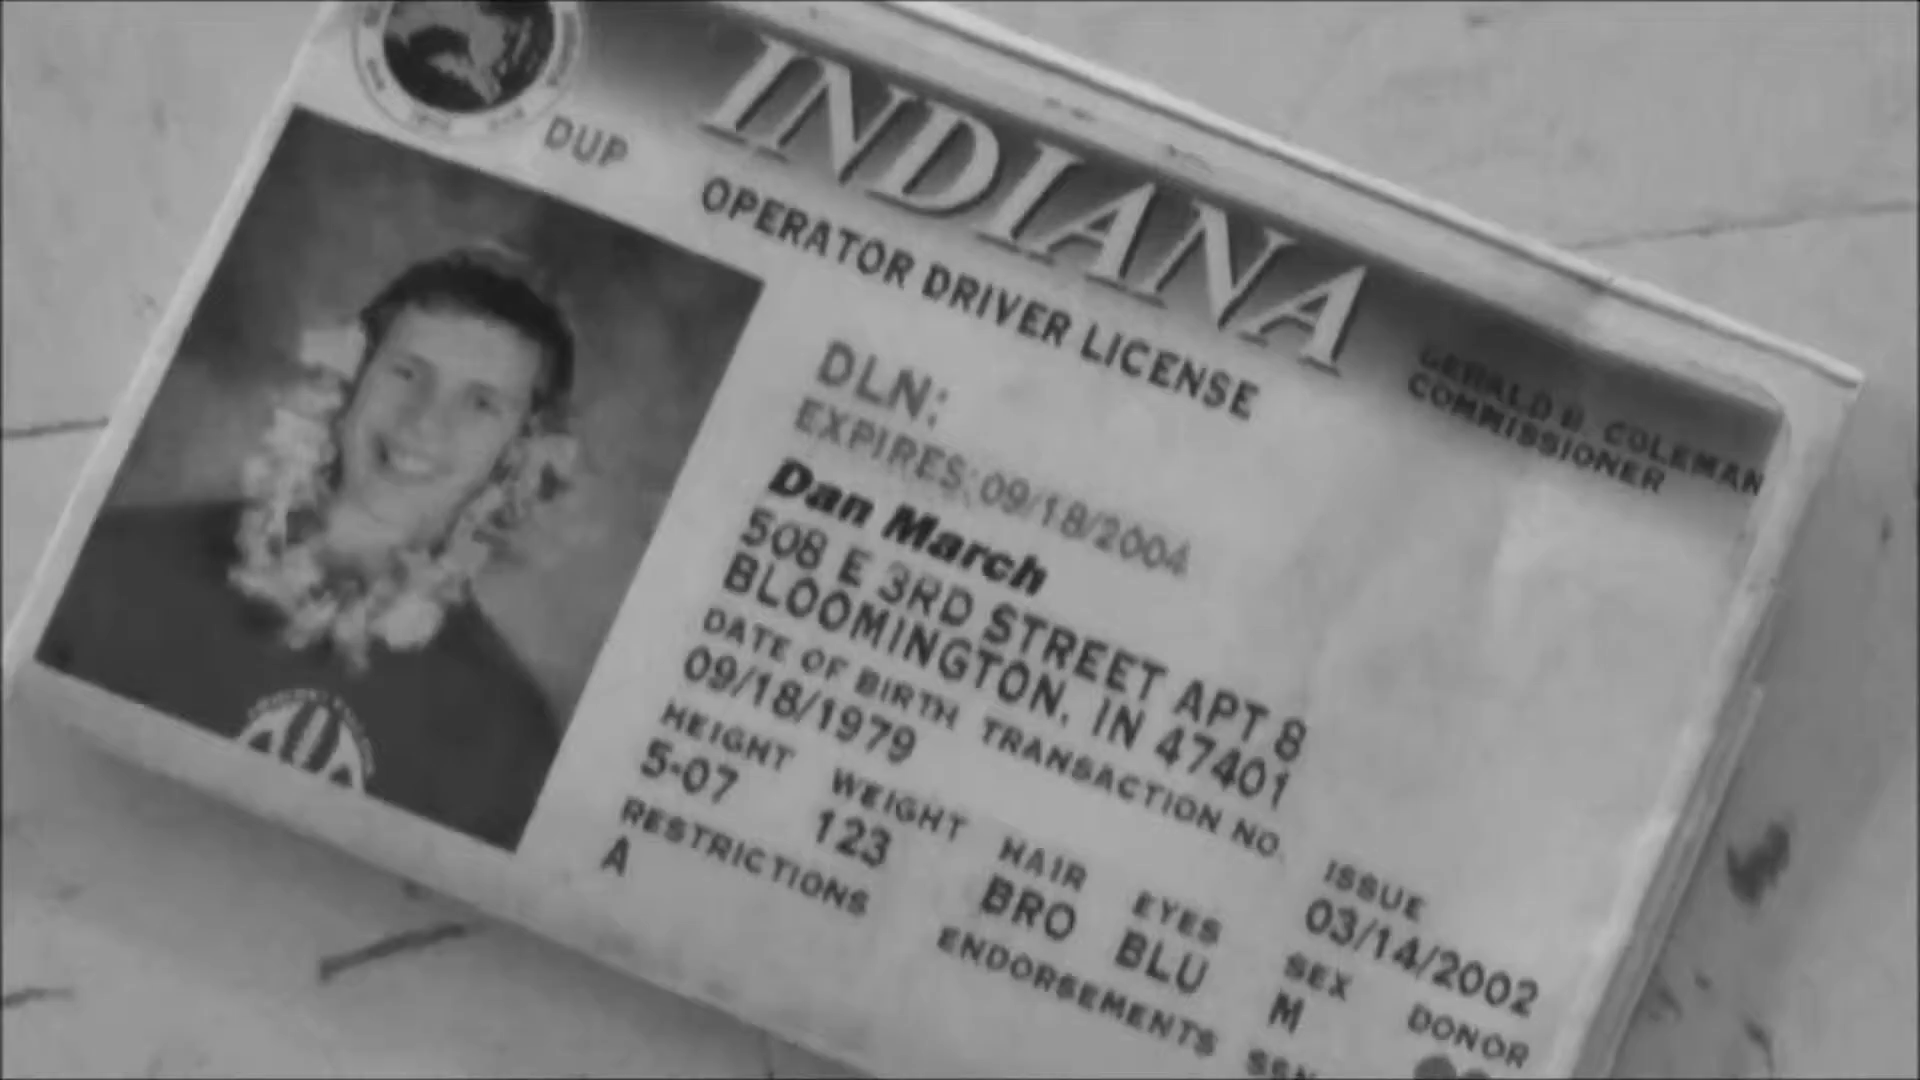 INDIANA
DUP
OPERATOR DRIVER LICENSE
GERALD B. COLEMAN
COMMISSIONER
DLN:
EXPIRES: 09/18/2004
Dan March
508 E 3RD STREET APT 8
BLOOMINGTON, IN 47401
DATE OF BIRTH TRANSACTION NO. ISSUE
09/18/1979 03/14/2002
HEIGHT WEIGHT HAIR EYES SEX DONOR
5-07 123 BRO BLU M
RESTRICTIONS ENDORSEMENTS SSN
A